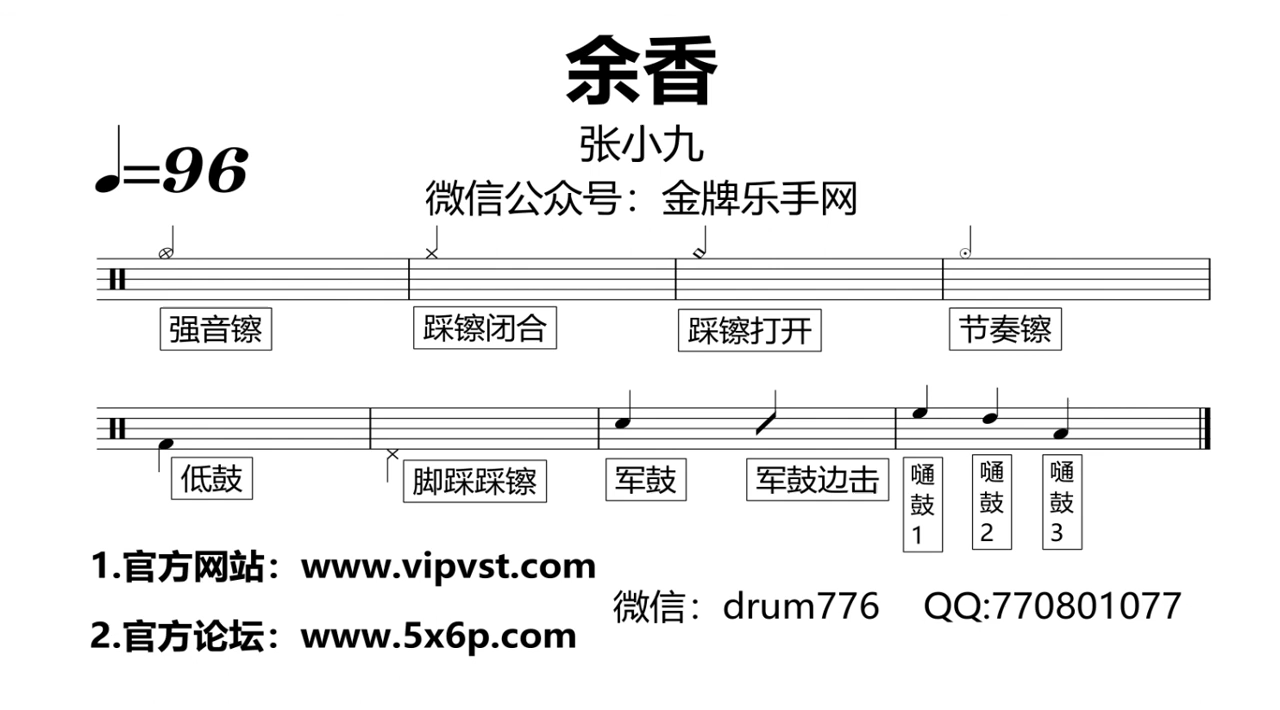 余香
张小九
♩=96
微信公众号：金牌乐手网
强音镲 踩镲闭合 踩镲打开 节奏镲
低鼓 脚踩踩镲 军鼓 军鼓边击 嗵鼓1 嗵鼓2 嗵鼓3
1.官方网站：www.vipvst.com
微信：drum776 QQ:770801077
2.官方论坛：www.5x6p.com